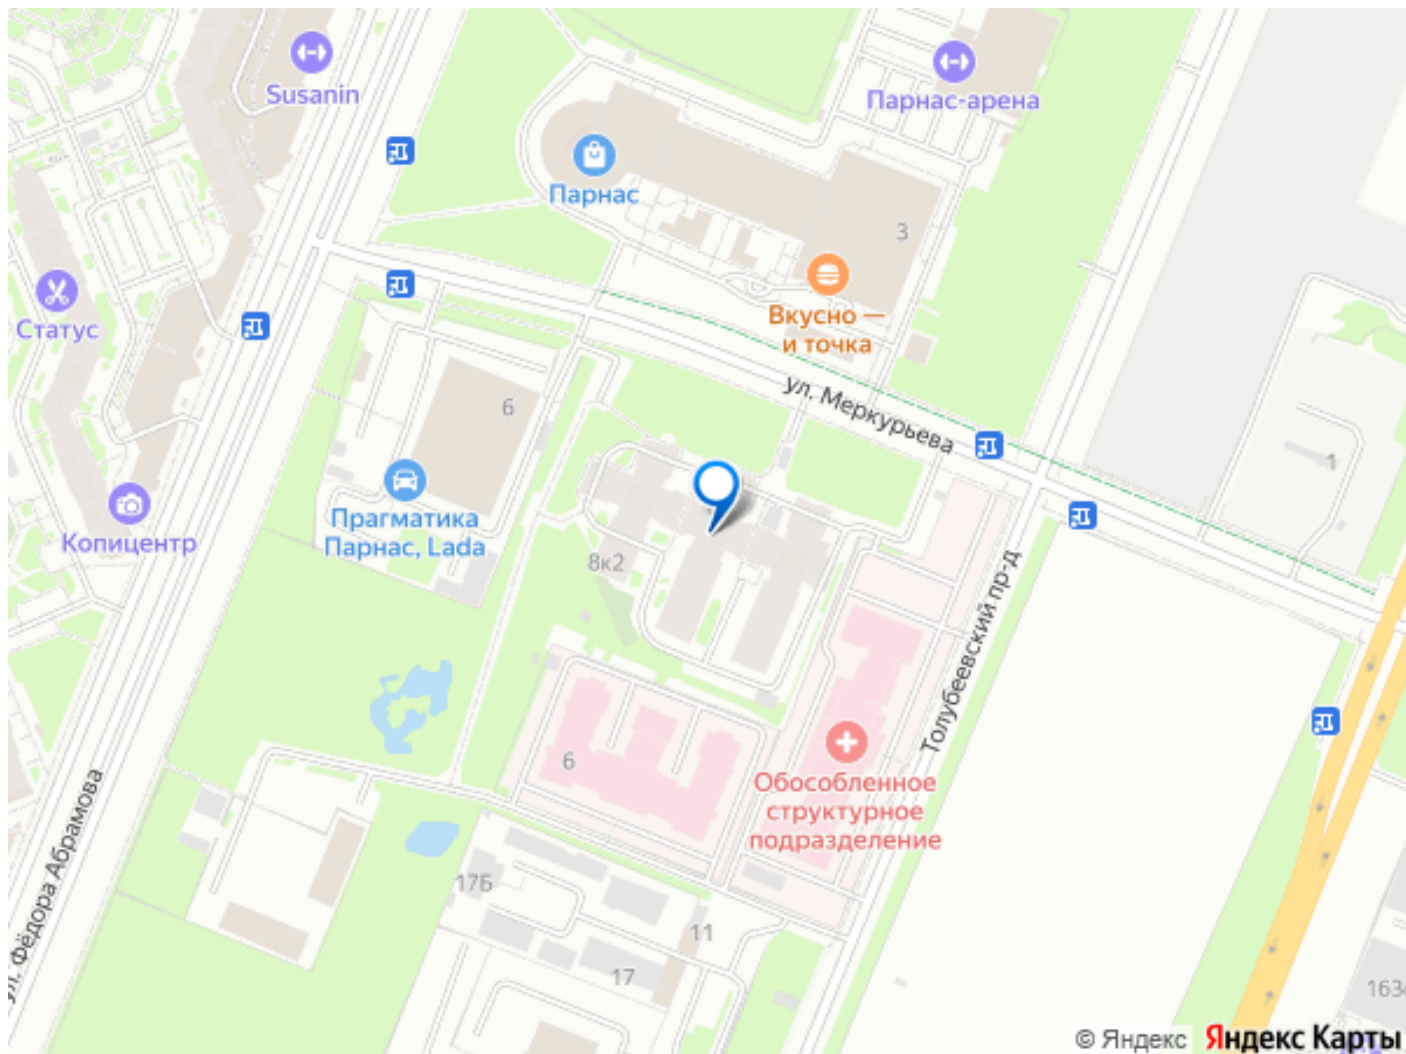 Susanin
Парнас-арена
Парнас
3
Статус
Вкусно —
и точка
ул. Меркурьева
6
1
Прагматика
Парнас, Lada
Копицентр
8к2
Толубеевский пр-д
6
Обособленное
структурное
подразделение
ул. Фёдора Абрамова
17Б
11
17
163
© Яндекс Яндекс Карты